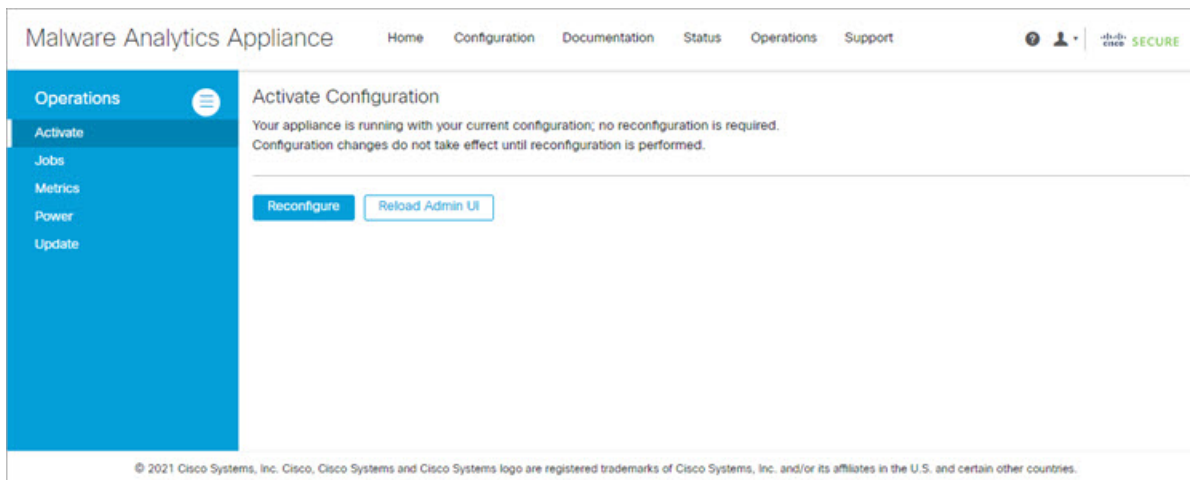 Malware Analytics Appliance
Home Configuration Documentation Status Operations Support
cisco SECURE
Operations
Activate
Jobs
Metrics
Power
Update
Activate Configuration
Your appliance is running with your current configuration; no reconfiguration is required.
Configuration changes do not take effect until reconfiguration is performed.
Reconfigure Reload Admin UI
© 2021 Cisco Systems, Inc. Cisco, Cisco Systems and Cisco Systems logo are registered trademarks of Cisco Systems, Inc. and/or its affiliates in the U.S. and certain other countries.